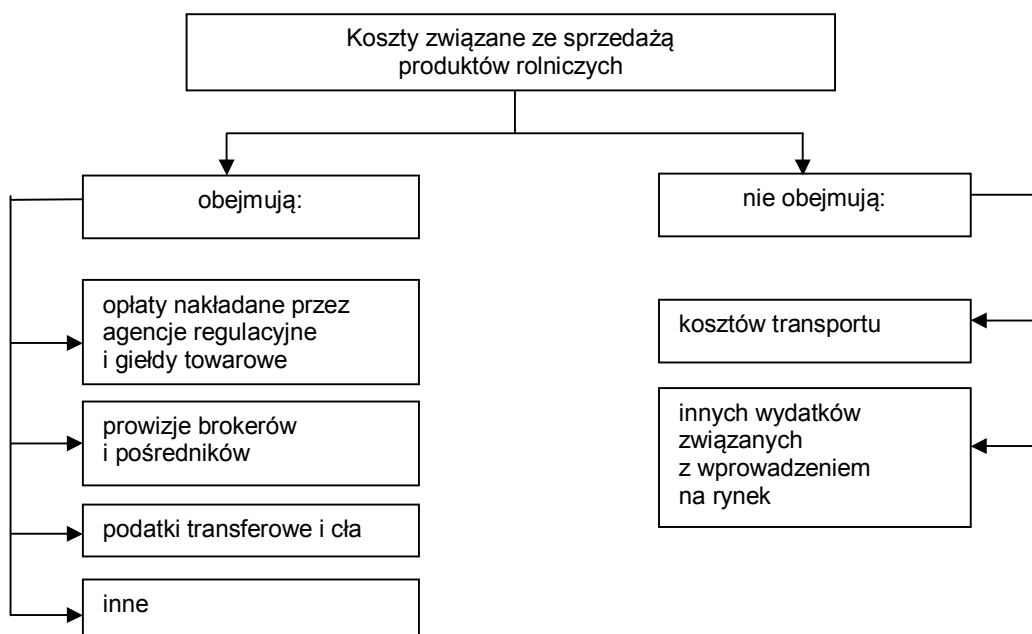 Koszty związane ze sprzedażą
produktów rolniczych
obejmują:
opłaty nakładane przez
agencje regulacyjne
i giełdy towarowe
prowizje brokerów
i pośredników
podatki transferowe i cła
inne
nie obejmują:
kosztów transportu
innych wydatków
związanych
z wprowadzeniem
na rynek